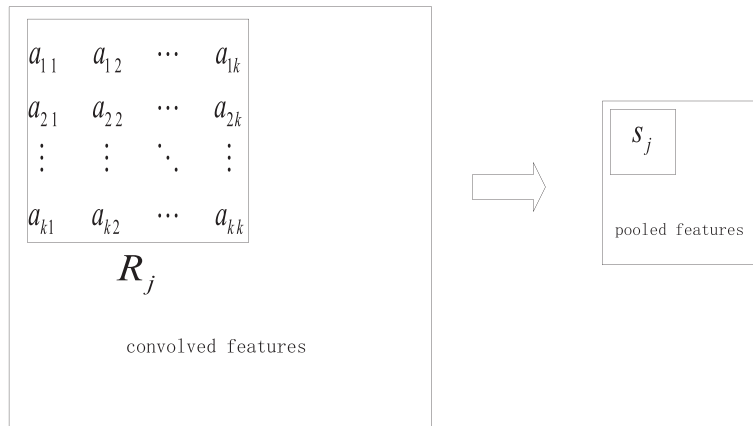 a₁₁ a₁₂ ⋯ a₁ₖ
a₂₁ a₂₂ ⋯ a₂ₖ
⋮ ⋮ ⋱ ⋮
aₖ₁ aₖ₂ ⋯ aₖₖ
Rⱼ
convolved features
sⱼ
pooled features